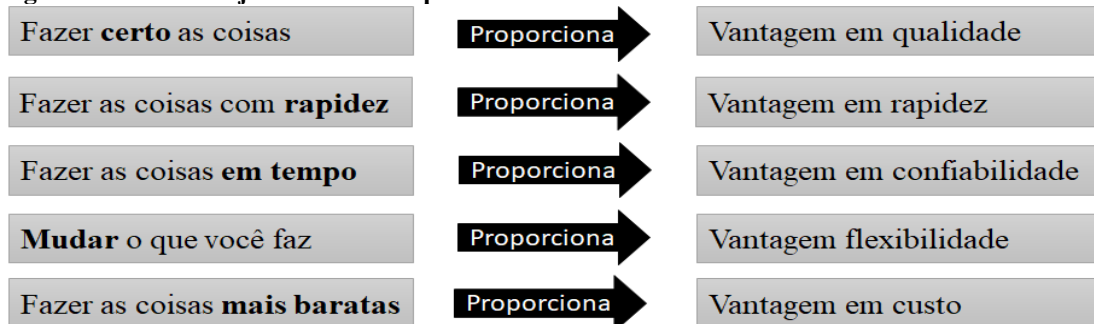 Fazer certo as coisas
Proporciona
Vantagem em qualidade
Fazer as coisas com rapidez
Proporciona
Vantagem em rapidez
Fazer as coisas em tempo
Proporciona
Vantagem em confiabilidade
Mudar o que você faz
Proporciona
Vantagem flexibilidade
Fazer as coisas mais baratas
Proporciona
Vantagem em custo